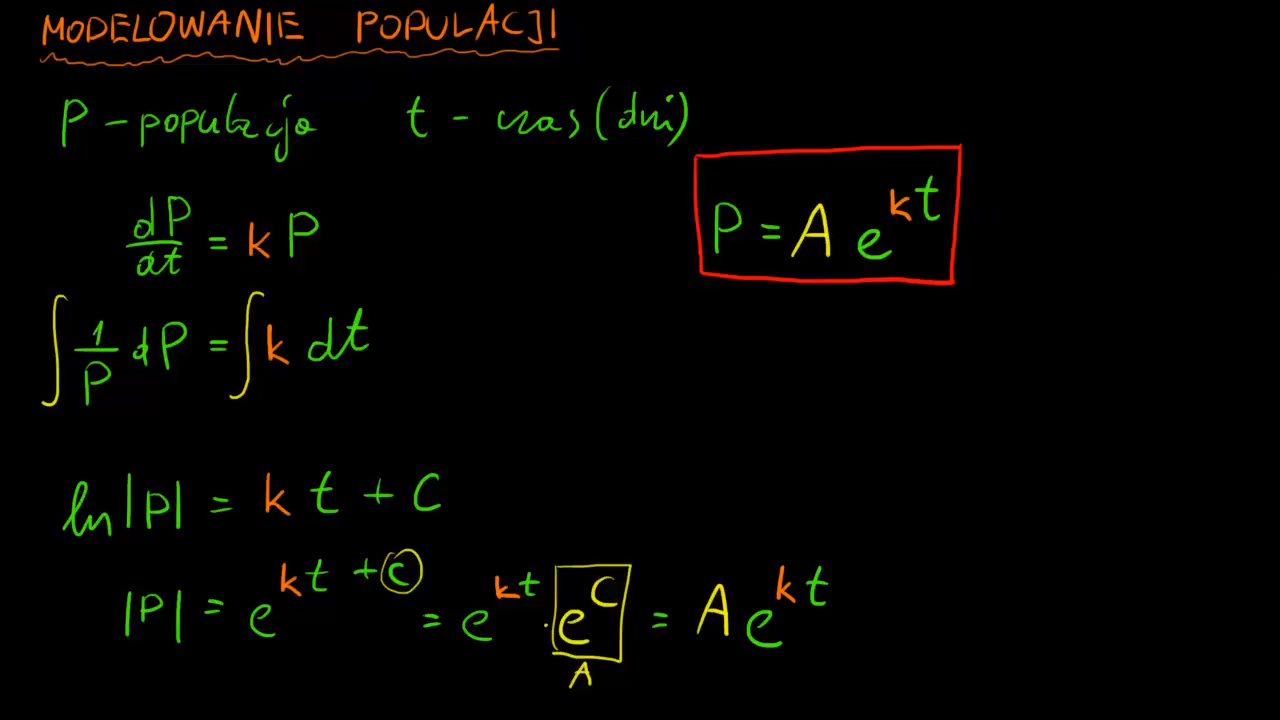 MODELOWANIE POPULACJI
P - populacja t - czas (dni)
dP/dt = k P
P = A e^{kt}
∫ 1/P dP = ∫ k dt
ln |P| = k t + C
|P| = e^{kt + c} = e^{kt} · e^{C} = A e^{kt}
A